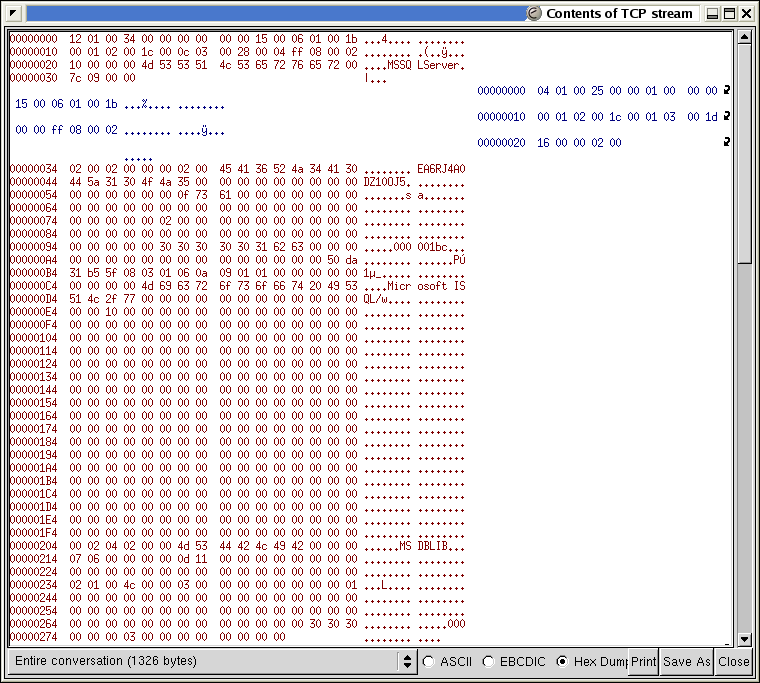 Contents of TCP stream
00000000  12 01 00 34 00 00 00 00  00 15 00 06 01 00 1b  ...4.... ........
00000010  00 01 02 00 1c 00 0c 03  00 28 00 04 ff 08 00 02  ........ .(..ÿ...
00000020  10 00 00 00 4d 53 53 51  4c 53 65 72 76 65 72 00  ....MSSQ LServer.
00000030  7c 09 00 00  |...
00000000  04 01 00 25 00 00 01 00  00 00
15 00 06 01 00 1b  ...%.... ........
00000010  00 01 02 00 1c 00 01 03  00 1d
00 00 ff 08 00 02  ........ ....ÿ...
00000020  16 00 00 02 00
.....
00000034  02 00 02 00 00 00 02 00  45 41 36 52 4a 34 41 30  ........ EA6RJ4A0
00000044  44 5a 31 30 4f 4a 35 00  00 00 00 00 00 00 00 00  DZ10OJ5. ........
00000054  00 00 00 00 00 00 0f 73  61 00 00 00 00 00 00 00  .......s a.......
00000064  00 00 00 00 00 00 00 00  00 00 00 00 00 00 00 00  ........ ........
00000074  00 00 00 00 00 02 00 00  00 00 00 00 00 00 00 00  ........ ........
00000084  00 00 00 00 00 00 00 00  00 00 00 00 00 00 00 00  ........ ........
00000094  00 00 00 00 00 30 30 30  30 30 31 62 63 00 00 00  .....000 001bc...
000000A4  00 00 00 00 00 00 00 00  00 00 00 00 00 00 50 da  ........ ......PÚ
000000B4  31 b5 5f 08 03 01 06 0a  09 01 01 00 00 00 00 00  1µ_..... ........
000000C4  00 00 00 00 4d 69 63 72  6f 73 6f 66 74 20 49 53  ....Micr osoft IS
000000D4  51 4c 2f 77 00 00 00 00  00 00 00 00 00 00 00 00  QL/w.... ........
000000E4  00 00 10 00 00 00 00 00  00 00 00 00 00 00 00 00  ........ ........
000000F4  00 00 00 00 00 00 00 00  00 00 00 00 00 00 00 00  ........ ........
00000104  00 00 00 00 00 00 00 00  00 00 00 00 00 00 00 00  ........ ........
00000114  00 00 00 00 00 00 00 00  00 00 00 00 00 00 00 00  ........ ........
00000124  00 00 00 00 00 00 00 00  00 00 00 00 00 00 00 00  ........ ........
00000134  00 00 00 00 00 00 00 00  00 00 00 00 00 00 00 00  ........ ........
00000144  00 00 00 00 00 00 00 00  00 00 00 00 00 00 00 00  ........ ........
00000154  00 00 00 00 00 00 00 00  00 00 00 00 00 00 00 00  ........ ........
00000164  00 00 00 00 00 00 00 00  00 00 00 00 00 00 00 00  ........ ........
00000174  00 00 00 00 00 00 00 00  00 00 00 00 00 00 00 00  ........ ........
00000184  00 00 00 00 00 00 00 00  00 00 00 00 00 00 00 00  ........ ........
00000194  00 00 00 00 00 00 00 00  00 00 00 00 00 00 00 00  ........ ........
000001A4  00 00 00 00 00 00 00 00  00 00 00 00 00 00 00 00  ........ ........
000001B4  00 00 00 00 00 00 00 00  00 00 00 00 00 00 00 00  ........ ........
000001C4  00 00 00 00 00 00 00 00  00 00 00 00 00 00 00 00  ........ ........
000001D4  00 00 00 00 00 00 00 00  00 00 00 00 00 00 00 00  ........ ........
000001E4  00 00 00 00 00 00 00 00  00 00 00 00 00 00 00 00  ........ ........
000001F4  00 00 00 00 00 00 00 00  00 00 00 00 00 00 00 00  ........ ........
00000204  00 02 04 02 00 00 4d 53  44 42 4c 49 42 00 00 00  ......MS DBLIB...
00000214  07 06 00 00 00 00 0d 11  00 00 00 00 00 00 00 00  ........ ........
00000224  00 00 00 00 00 00 00 00  00 00 00 00 00 00 00 00  ........ ........
00000234  02 01 00 4c 00 00 03 00  00 00 00 00 00 00 00 01  ...L.... ........
00000244  00 00 00 00 00 00 00 00  00 00 00 00 00 00 00 00  ........ ........
00000254  00 00 00 00 00 00 00 00  00 00 00 00 00 00 00 00  ........ ........
00000264  00 00 00 00 00 00 00 00  00 00 00 00 00 30 30 30  ........ .....000
00000274  00 00 00 03 00 00 00 00  00 00 00 00  ........ ....
Entire conversation (1326 bytes)  ASCII  EBCDIC  Hex Dump  Print  Save As  Close